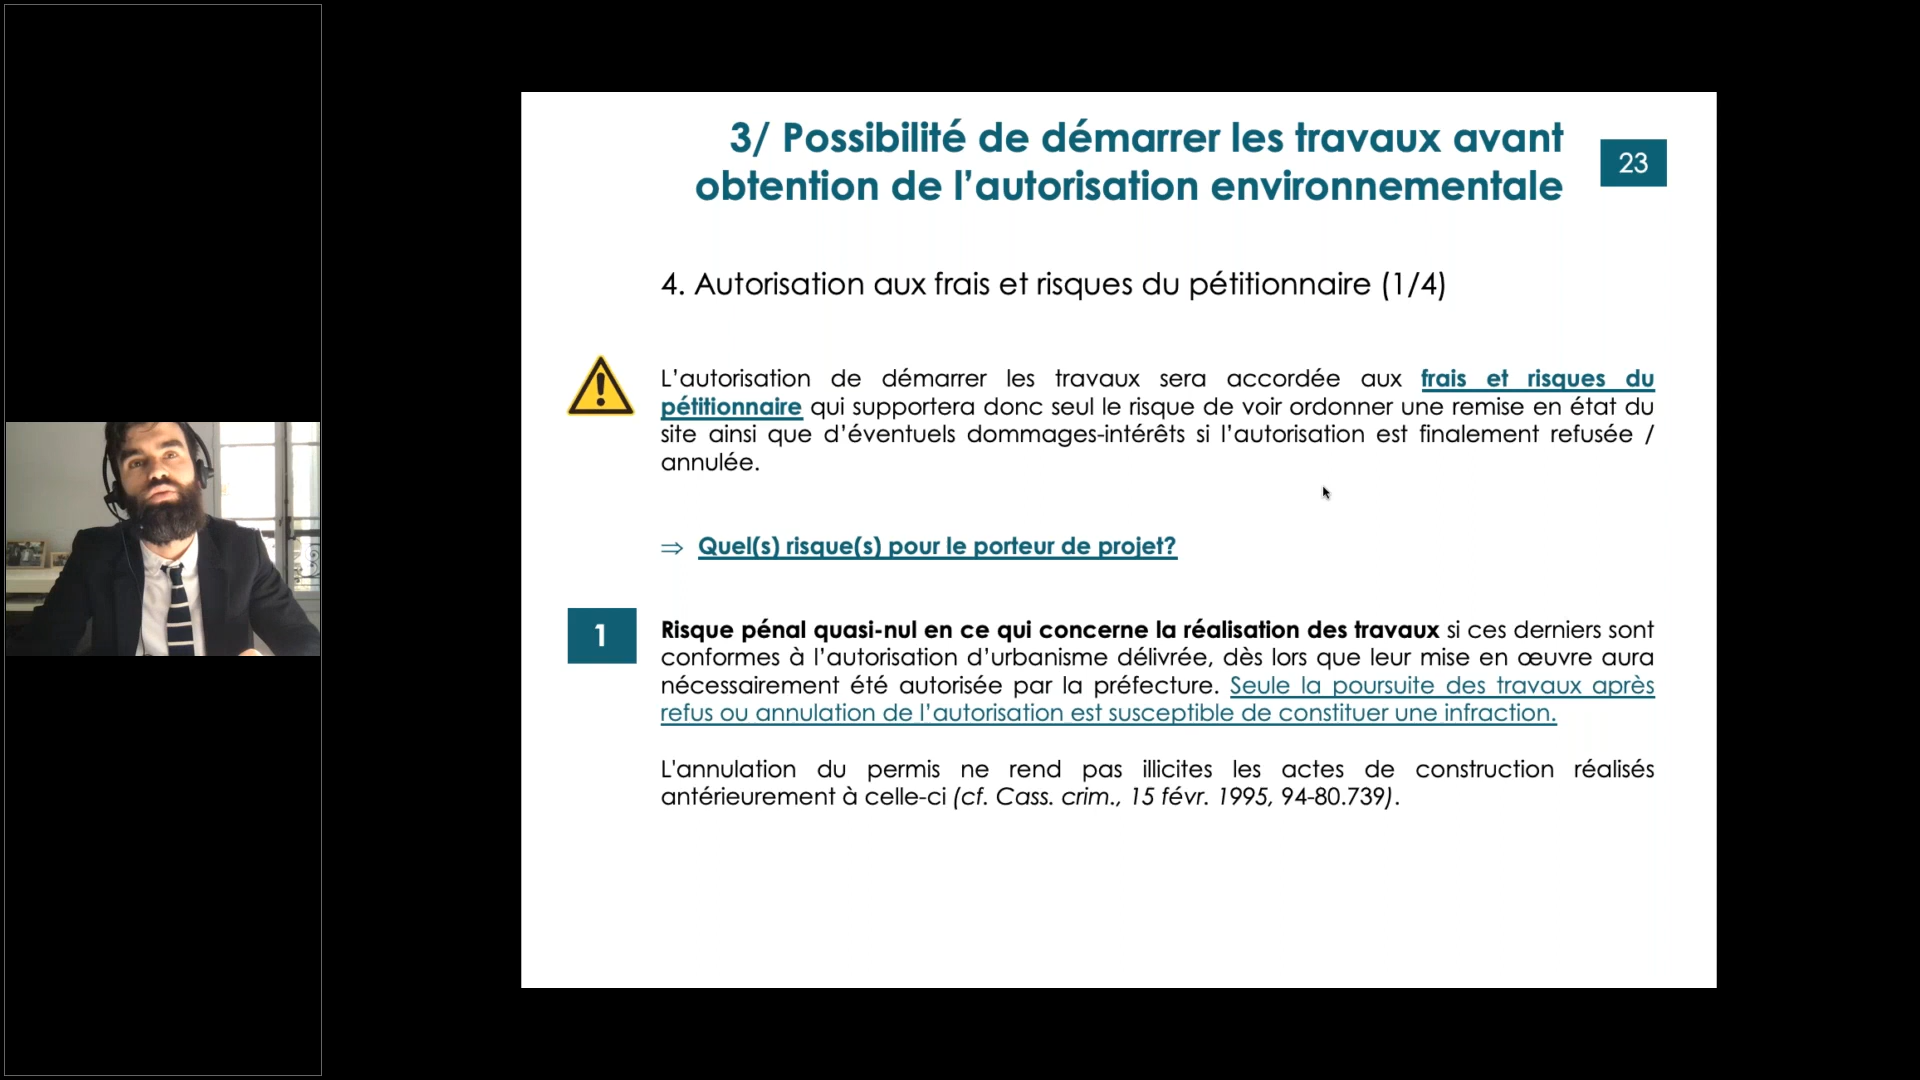 3/ Possibilité de démarrer les travaux avant
obtention de l’autorisation environnementale
23
4. Autorisation aux frais et risques du pétitionnaire (1/4)
L’autorisation de démarrer les travaux sera accordée aux frais et risques du
pétitionnaire qui supportera donc seul le risque de voir ordonner une remise en état du
site ainsi que d’éventuels dommages-intérêts si l’autorisation est finalement refusée /
annulée.
⇒ Quel(s) risque(s) pour le porteur de projet?
1
Risque pénal quasi-nul en ce qui concerne la réalisation des travaux si ces derniers sont
conformes à l’autorisation d’urbanisme délivrée, dès lors que leur mise en œuvre aura
nécessairement été autorisée par la préfecture. Seule la poursuite des travaux après
refus ou annulation de l’autorisation est susceptible de constituer une infraction.
L'annulation du permis ne rend pas illicites les actes de construction réalisés
antérieurement à celle-ci (cf. Cass. crim., 15 févr. 1995, 94-80.739).